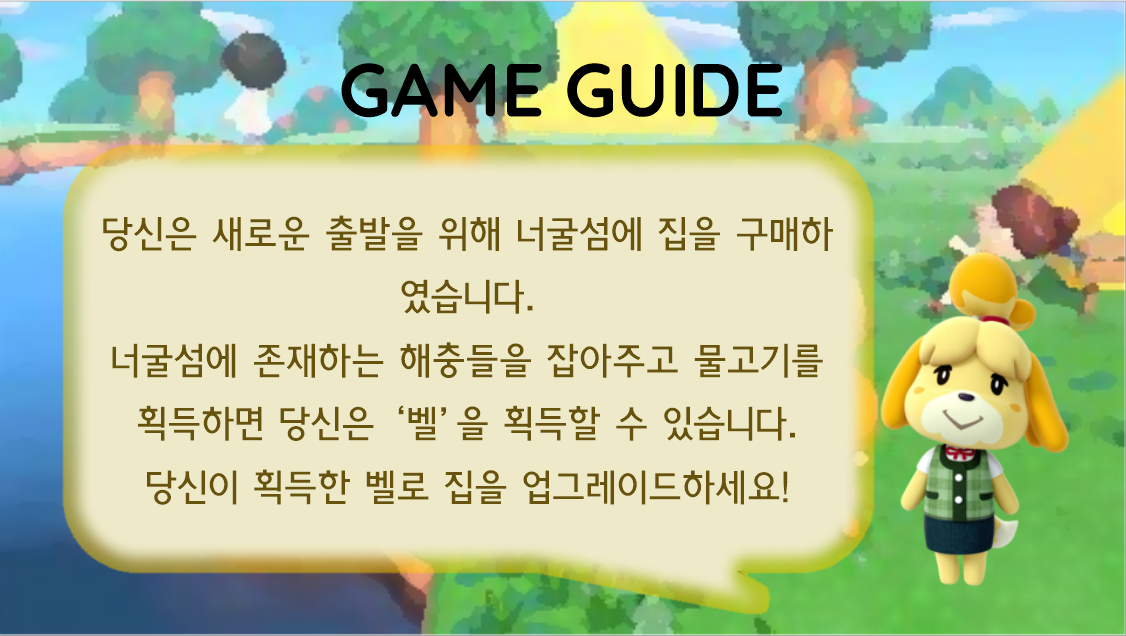 GAME GUIDE
당신은 새로운 출발을 위해 너굴섬에 집을 구매하
였습니다.
너굴섬에 존재하는 해충들을 잡아주고 물고기를
획득하면 당신은 ‘벨’을 획득할 수 있습니다.
당신이 획득한 벨로 집을 업그레이드하세요!